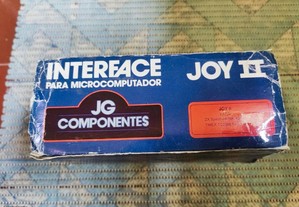 INTERFACE JOY II
PARA MICROCOMPUTADOR
JG
COMPONENTES